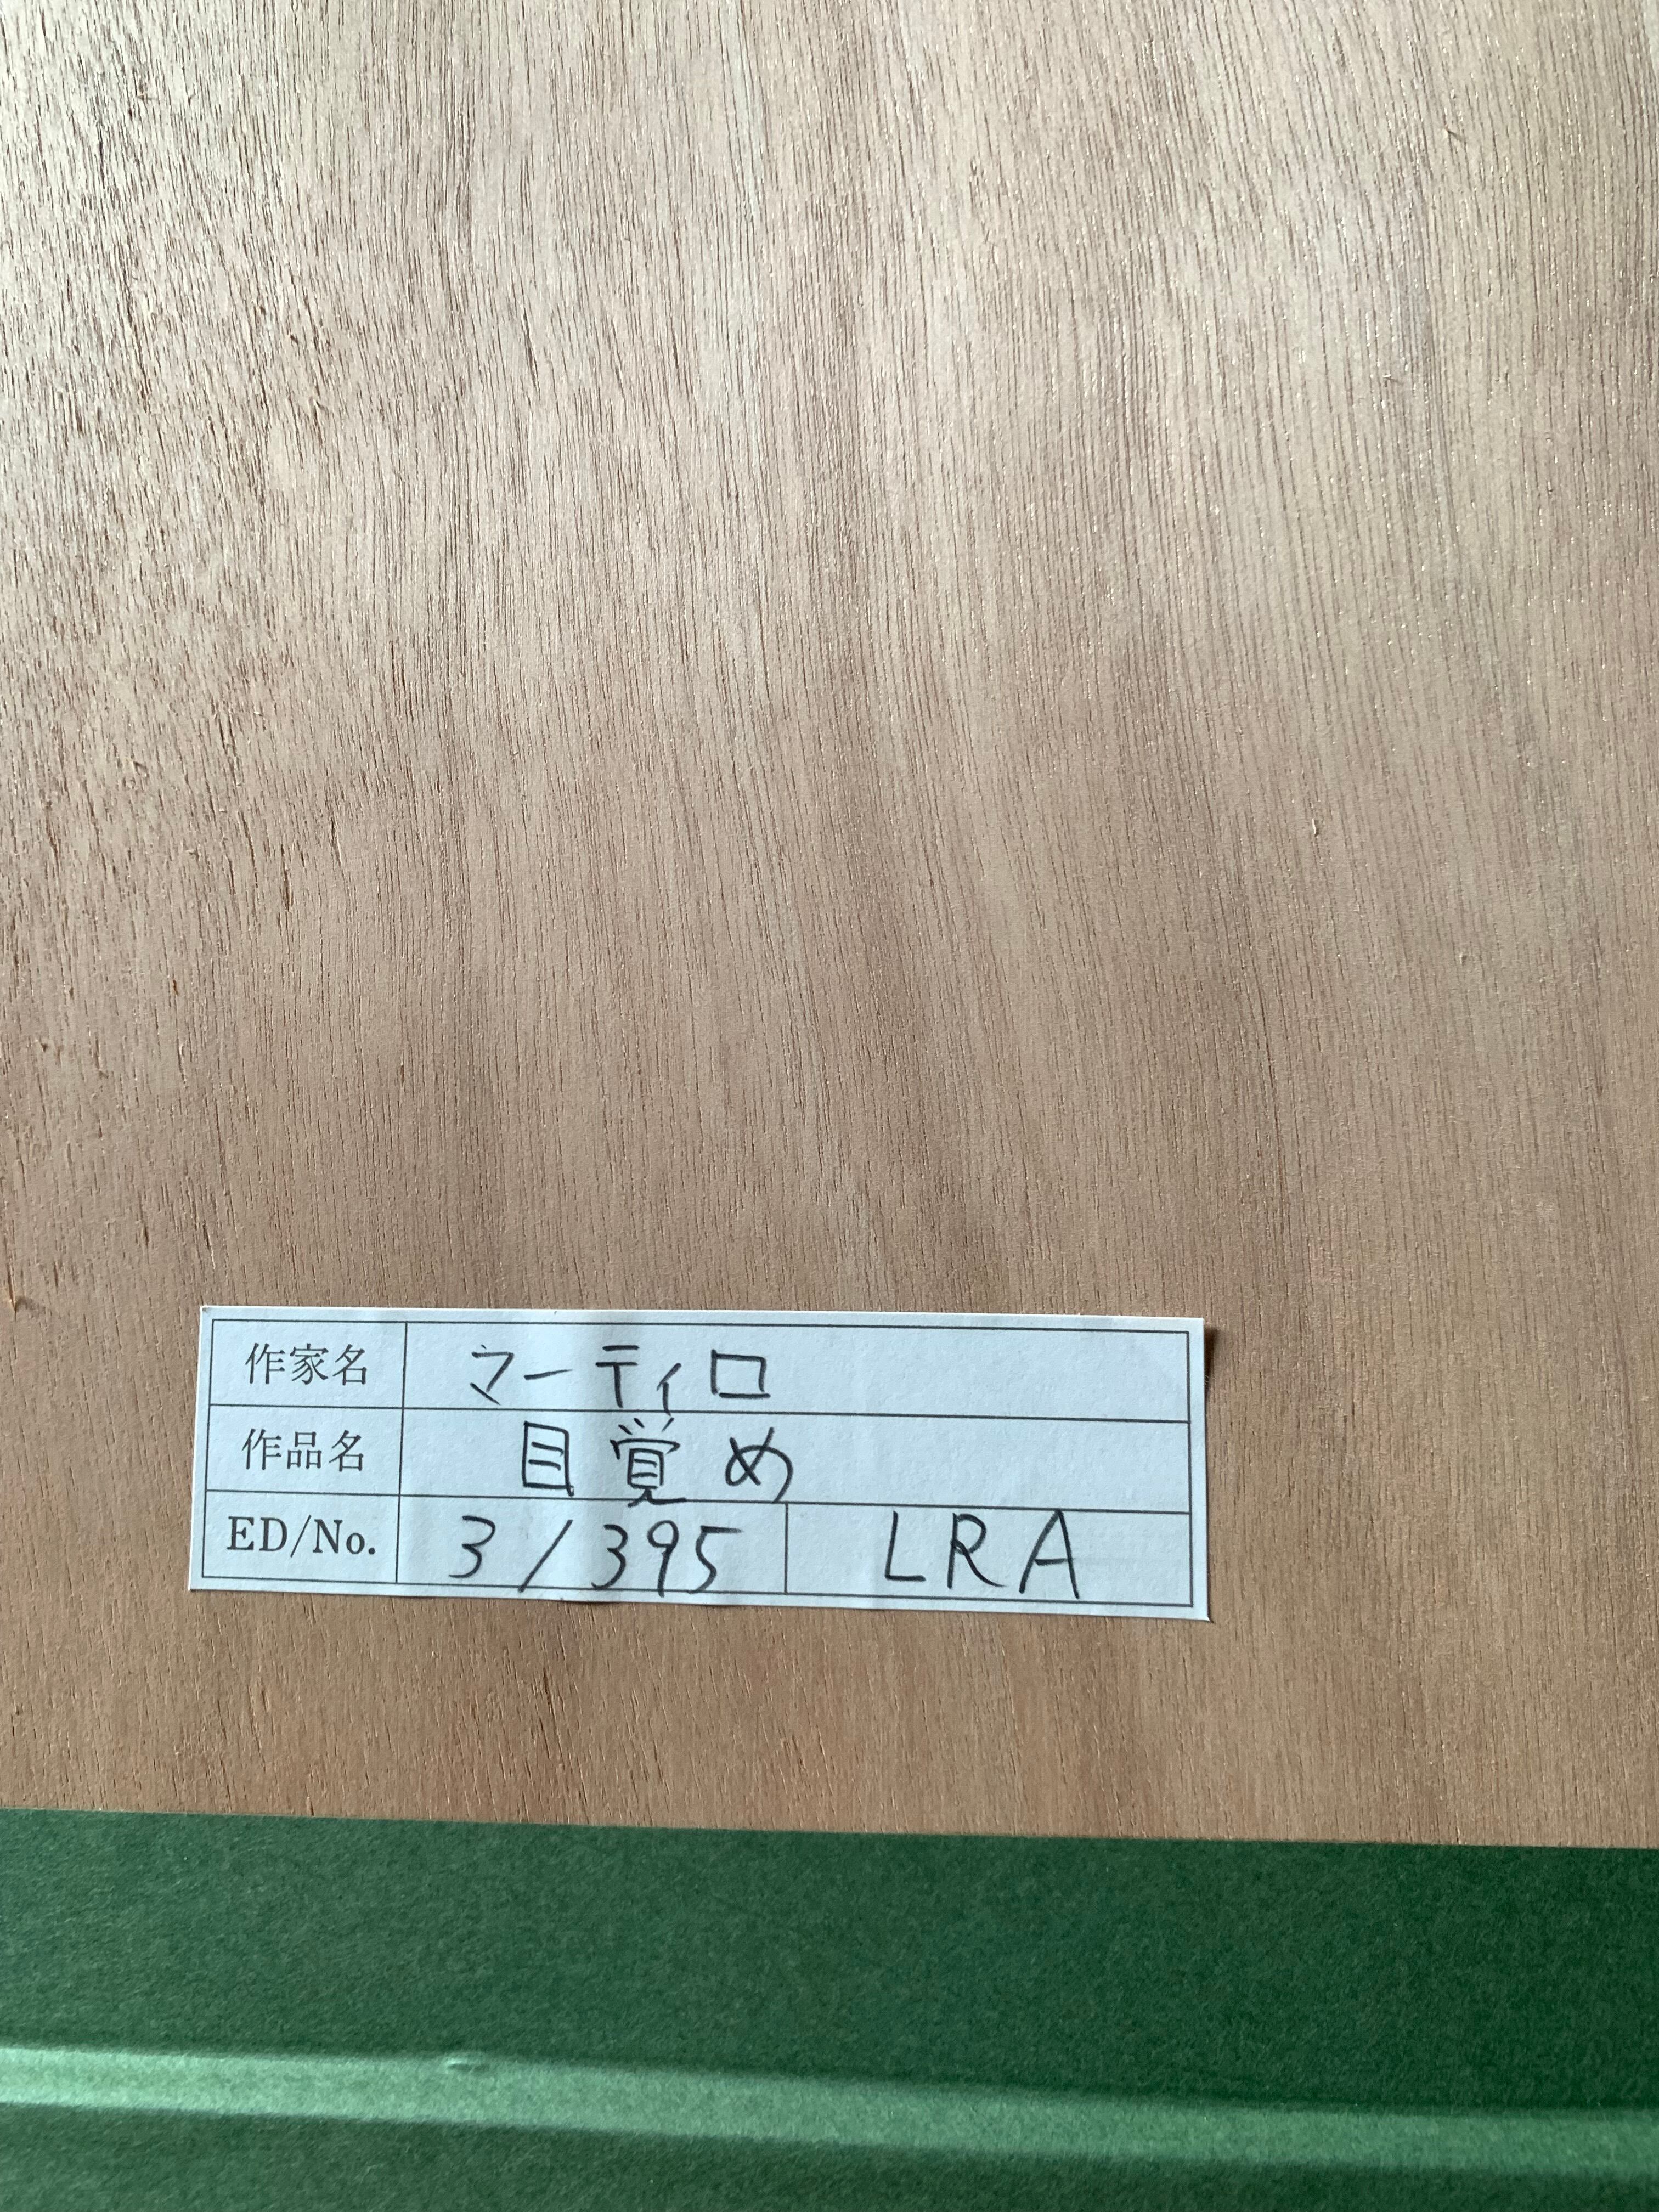 作家名 マーティロ
作品名 目覚め
ED/No. 3/395 LRA